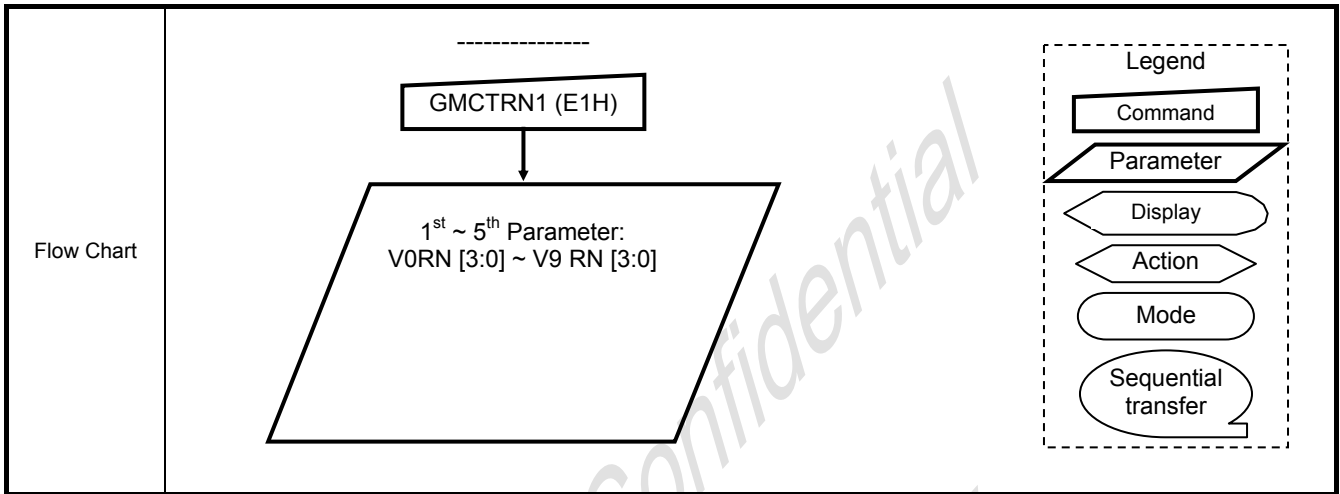 Flow Chart
---------------
GMCTRN1 (E1H)
1st ~ 5th Parameter:
V0RN [3:0] ~ V9 RN [3:0]
Legend
Command
Parameter
Display
Action
Mode
Sequential
transfer
Confidential